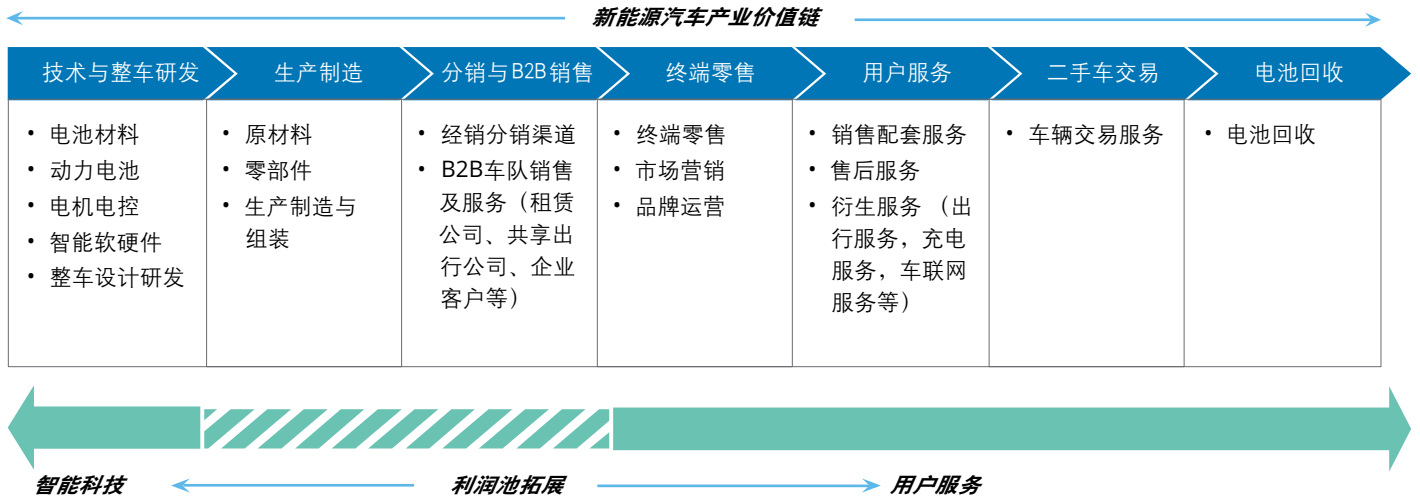 新能源汽车产业价值链
技术与整车研发
生产制造
分销与B2B销售
终端零售
用户服务
二手车交易
电池回收
• 电池材料
• 动力电池
• 电机电控
• 智能软硬件
• 整车设计研发
• 原材料
• 零部件
• 生产制造与
组装
• 经销分销渠道
• B2B车队销售
及服务（租赁
公司、共享出
行公司、企业
客户等）
• 终端零售
• 市场营销
• 品牌运营
• 销售配套服务
• 售后服务
• 衍生服务 （出
行服务，充电
服务，车联网
服务等）
• 车辆交易服务
• 电池回收
智能科技
利润池拓展
用户服务